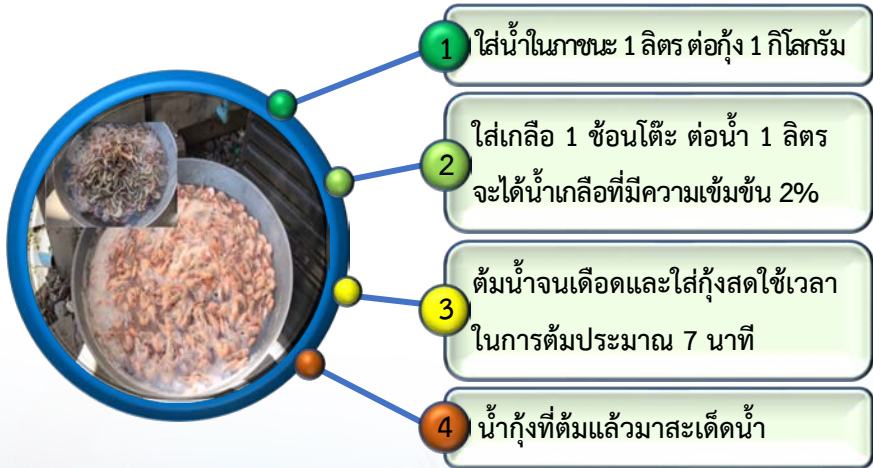 1 ใส่น้ำในภาชนะ 1 ลิตร ต่อกุ้ง 1 กิโลกรัม
2 ใส่เกลือ 1 ช้อนโต๊ะ ต่อน้ำ 1 ลิตร
จะได้น้ำเกลือที่มีความเข้มข้น 2%
3 ต้มน้ำจนเดือดและใส่กุ้งสดใช้เวลา
ในการต้มประมาณ 7 นาที
4 น้ำกุ้งที่ต้มแล้วมาสะเด็ดน้ำ